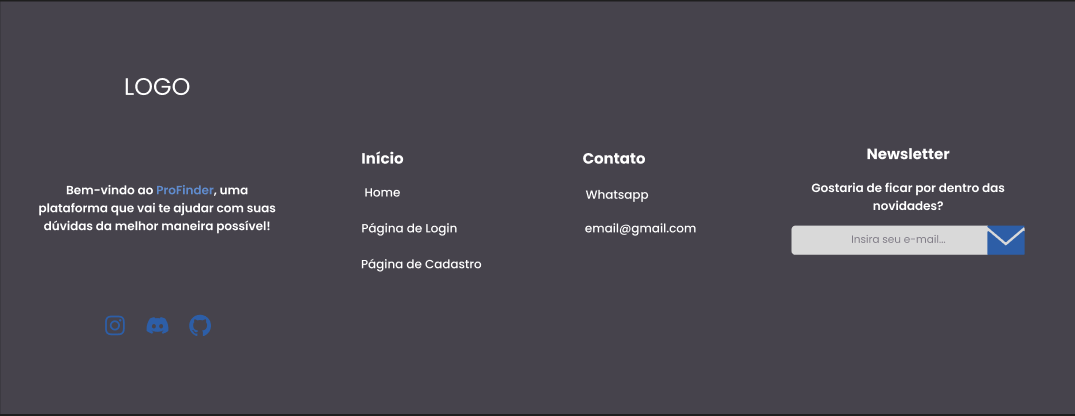 LOGO
Bem-vindo ao ProFinder, uma
plataforma que vai te ajudar com suas
dúvidas da melhor maneira possível!
Início
Home
Página de Login
Página de Cadastro
Contato
Whatsapp
email@gmail.com
Newsletter
Gostaria de ficar por dentro das
novidades?
Insira seu e-mail...